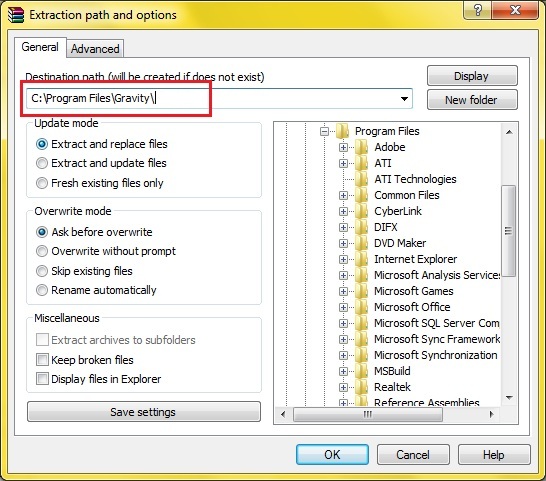 Extraction path and options
General
Advanced
Destination path (will be created if does not exist)
C:\Program Files\Gravity\
Display
New folder
Update mode
Extract and replace files
Extract and update files
Fresh existing files only
Overwrite mode
Ask before overwrite
Overwrite without prompt
Skip existing files
Rename automatically
Miscellaneous
Extract archives to subfolders
Keep broken files
Display files in Explorer
Save settings
Program Files
Adobe
ATI
ATI Technologies
Common Files
CyberLink
DIFX
DVD Maker
Internet Explorer
Microsoft Analysis Services
Microsoft Games
Microsoft Office
Microsoft SQL Server Com
Microsoft Sync Framework
Microsoft Synchronization
MSBuild
Realtek
Reference Assemblies
OK
Cancel
Help